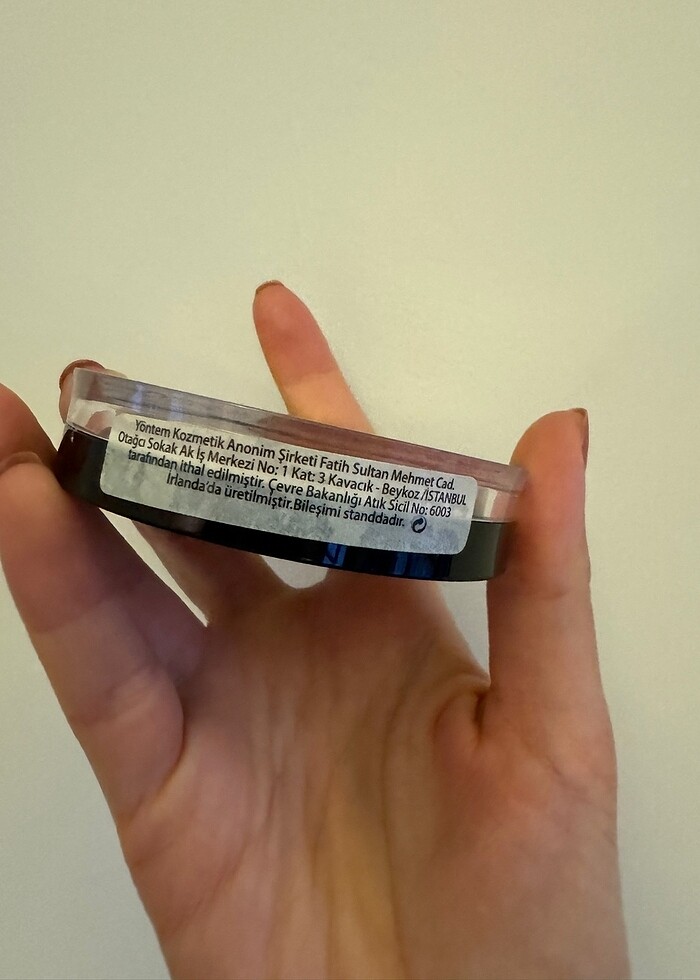 Yöntem Kozmetik Anonim Şirketi Fatih Sultan Mehmet Cad.
Otağcı Sokak Ak İş Merkezi No: 1 Kat: 3 Kavacık - Beykoz /İSTANBUL
tarafından ithal edilmiştir. Çevre Bakanlığı Atık Sicil No: 6003
İrlanda'da üretilmiştir.Bileşimi standdadır.